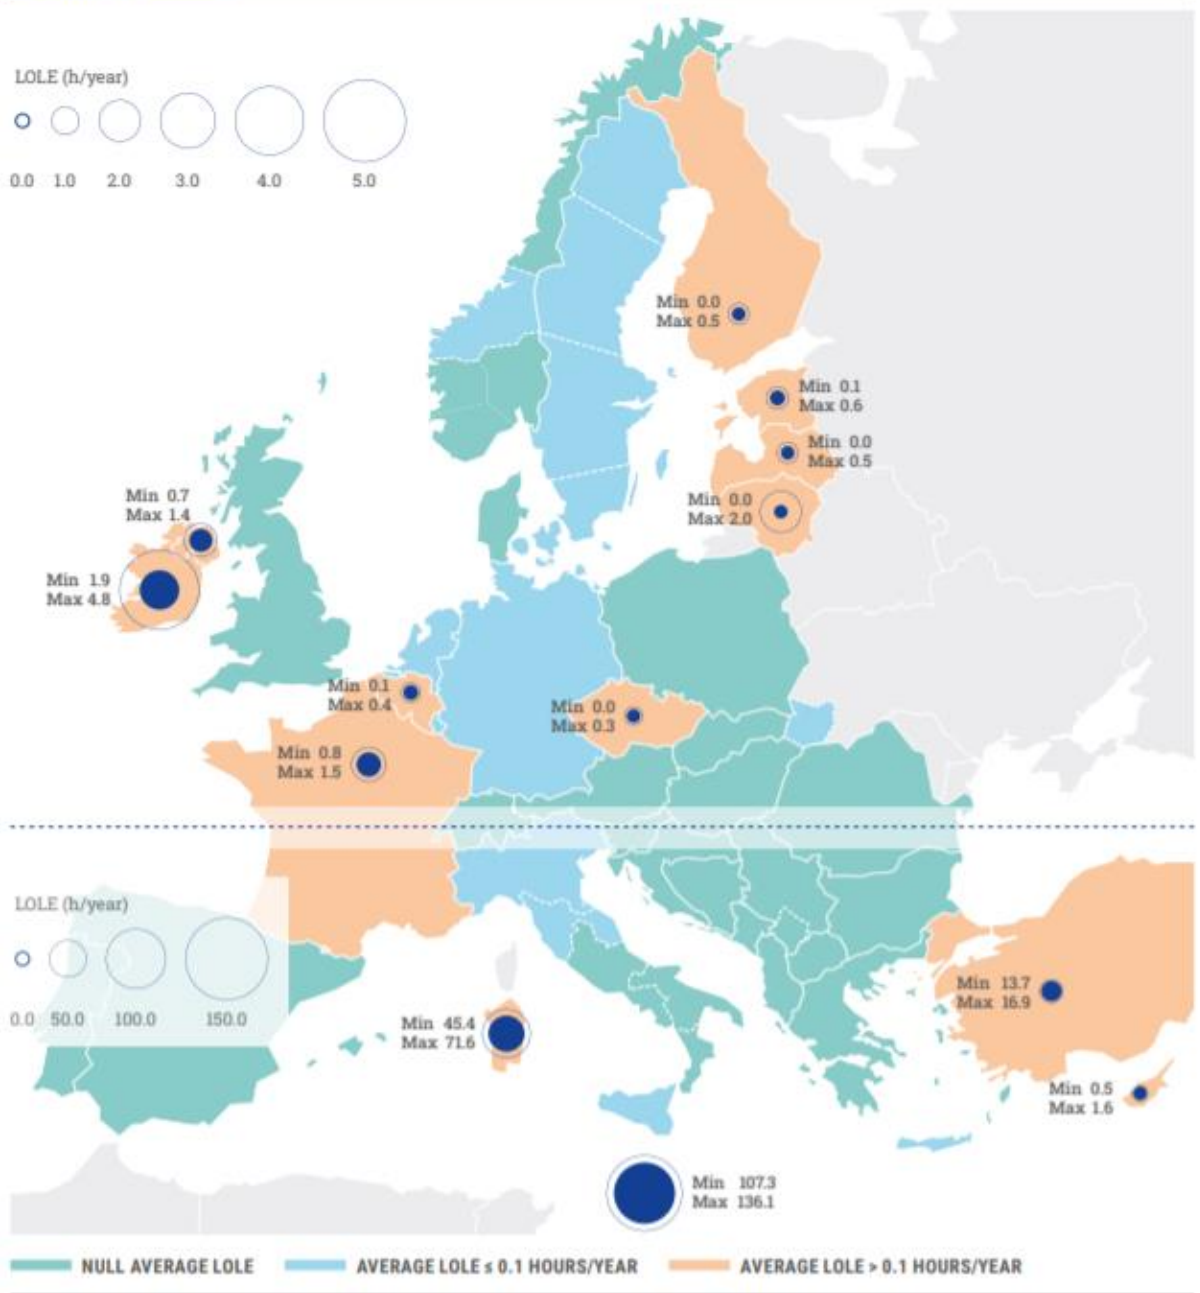 LOLE (h/year)
0.0 1.0 2.0 3.0 4.0 5.0
Min 0.0
Max 0.5
Min 0.1
Max 0.6
Min 0.0
Max 0.5
Min 0.7
Max 1.4
Min 0.0
Max 2.0
Min 1.9
Max 4.8
Min 0.1
Max 0.4
Min 0.0
Max 0.3
Min 0.8
Max 1.5
LOLE (h/year)
0.0 50.0 100.0 150.0
Min 13.7
Max 16.9
Min 45.4
Max 71.6
Min 0.5
Max 1.6
Min 107.3
Max 136.1
NULL AVERAGE LOLE AVERAGE LOLE ≤ 0.1 HOURS/YEAR AVERAGE LOLE > 0.1 HOURS/YEAR